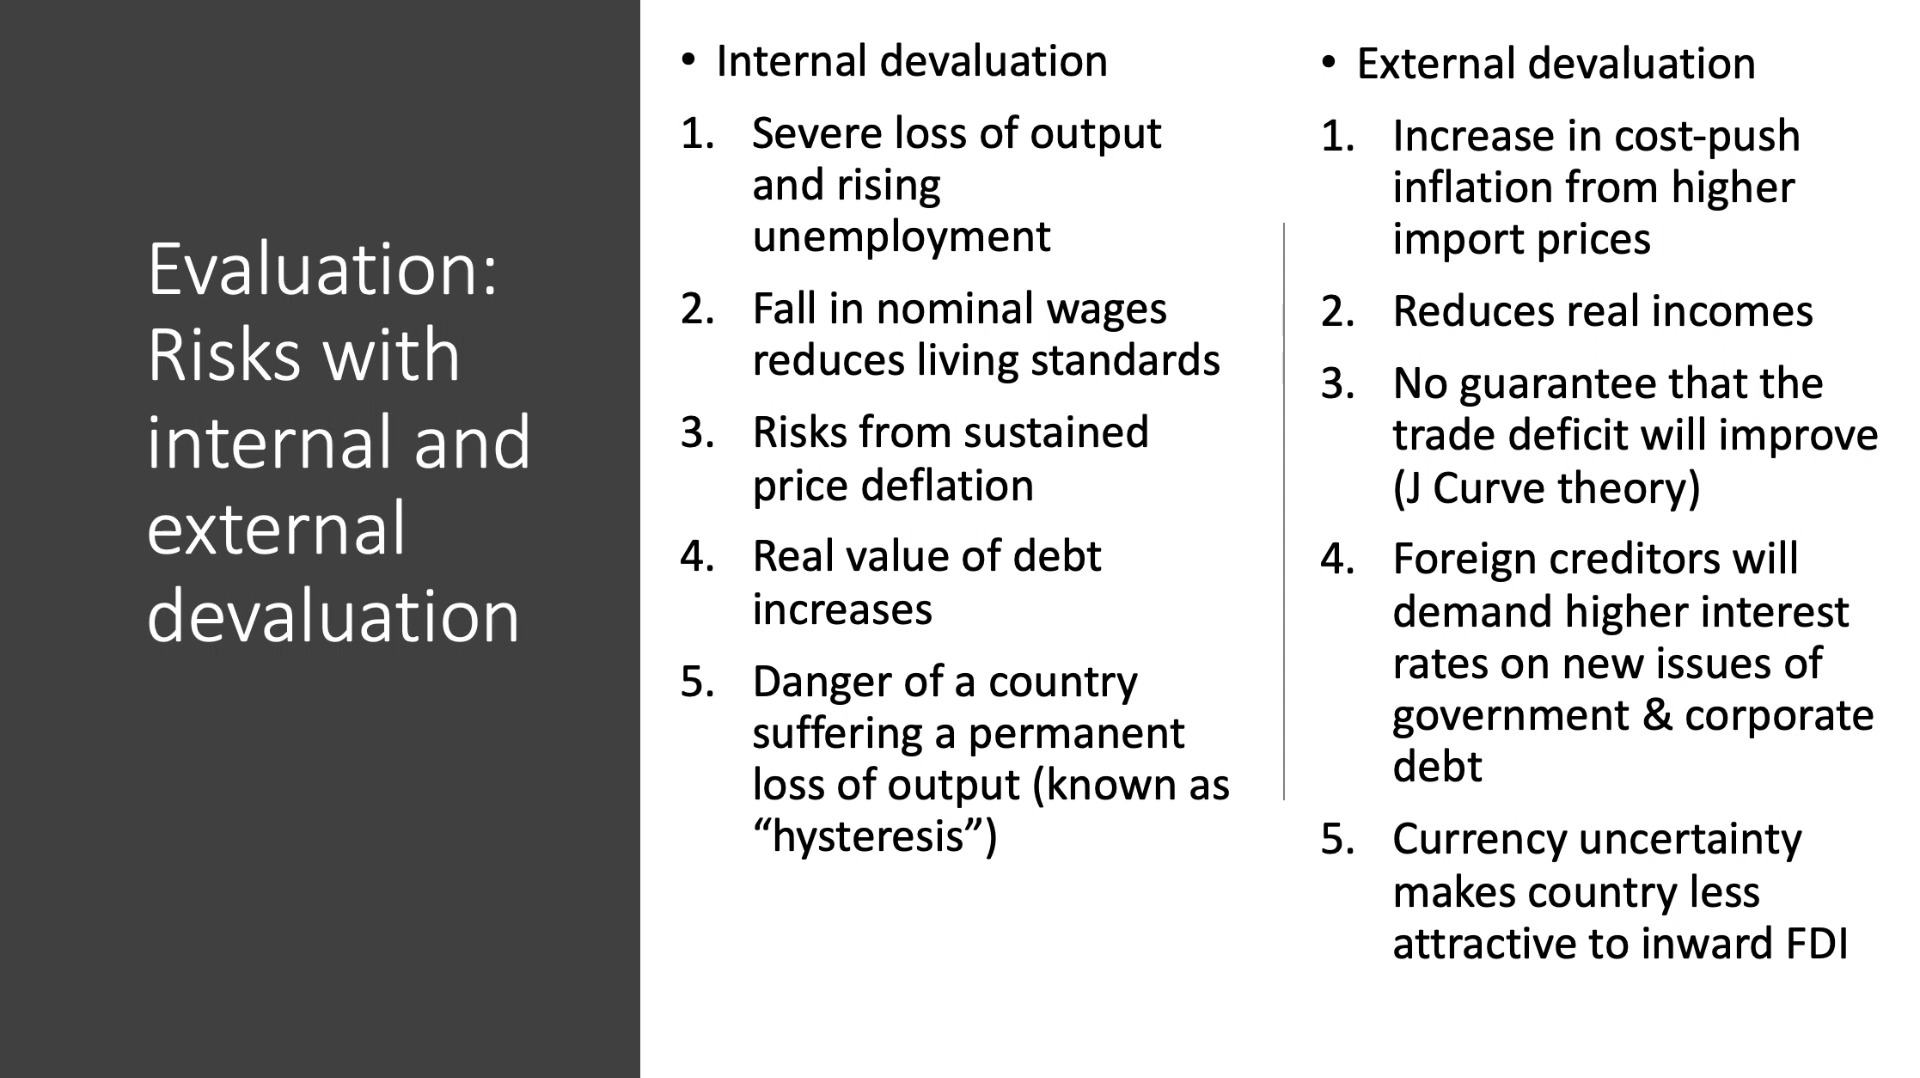 Evaluation:
Risks with
internal and
external
devaluation
• Internal devaluation
1. Severe loss of output
and rising
unemployment
2. Fall in nominal wages
reduces living standards
3. Risks from sustained
price deflation
4. Real value of debt
increases
5. Danger of a country
suffering a permanent
loss of output (known as
“hysteresis”)
• External devaluation
1. Increase in cost-push
inflation from higher
import prices
2. Reduces real incomes
3. No guarantee that the
trade deficit will improve
(J Curve theory)
4. Foreign creditors will
demand higher interest
rates on new issues of
government & corporate
debt
5. Currency uncertainty
makes country less
attractive to inward FDI